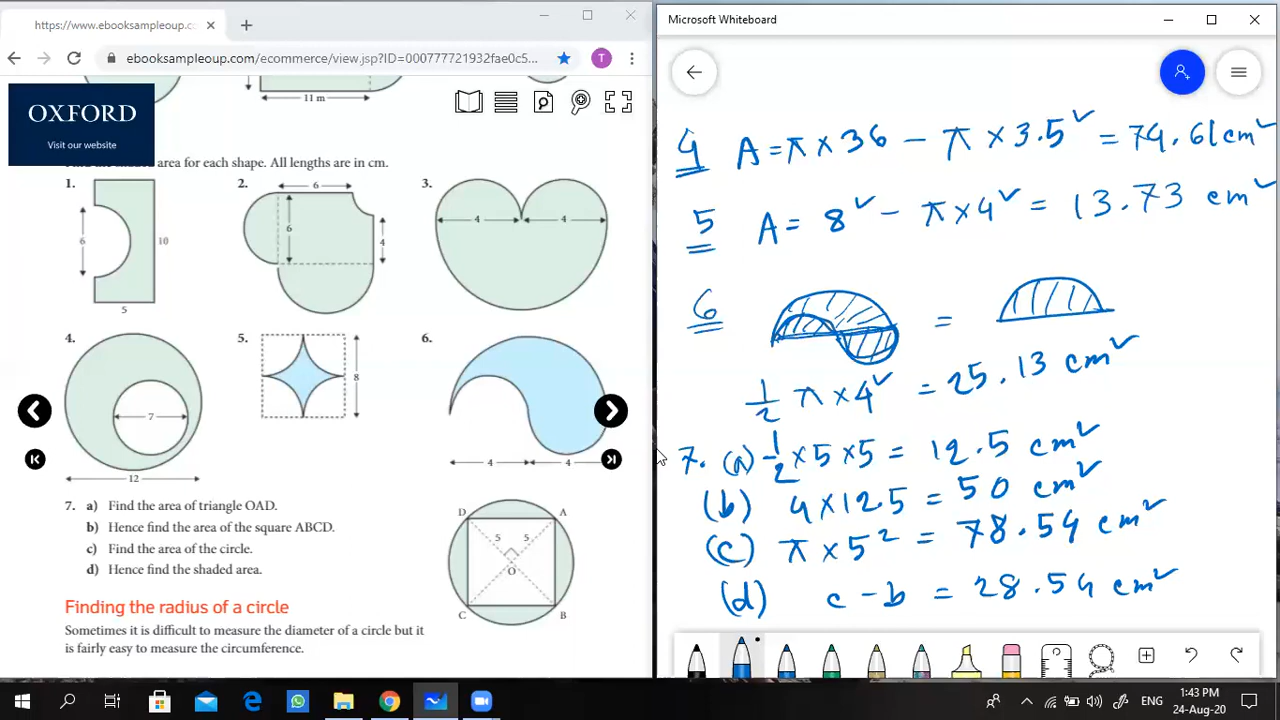 https://www.ebooksampleoup.c
ebooksampleoup.com/ecommerce/view.jsp?ID=000777721932fae0c5...
T
11 m
OXFORD
Visit our website
area for each shape. All lengths are in cm.
1.
6
10
5
2.
6
6
4
3.
4
4
4.
7
12
5.
8
6.
4
4
7. a) Find the area of triangle OAD.
b) Hence find the area of the square ABCD.
c) Find the area of the circle.
d) Hence find the shaded area.
D A
5 5
O
C B
Finding the radius of a circle
Sometimes it is difficult to measure the diameter of a circle but it
is fairly easy to measure the circumference.
Microsoft Whiteboard
4 A = π × 36 − π × 3.5² = 74.61cm²
5 A = 8² − π × 4² = 13.73 cm²
6 =
1/2 π × 4² = 25.13 cm²
7. (a) 1/2 × 5 × 5 = 12.5 cm²
(b) 4 × 12.5 = 50 cm²
(c) π × 5² = 78.54 cm²
(d) c − b = 28.54 cm²
ENG
1:43 PM
24-Aug-20